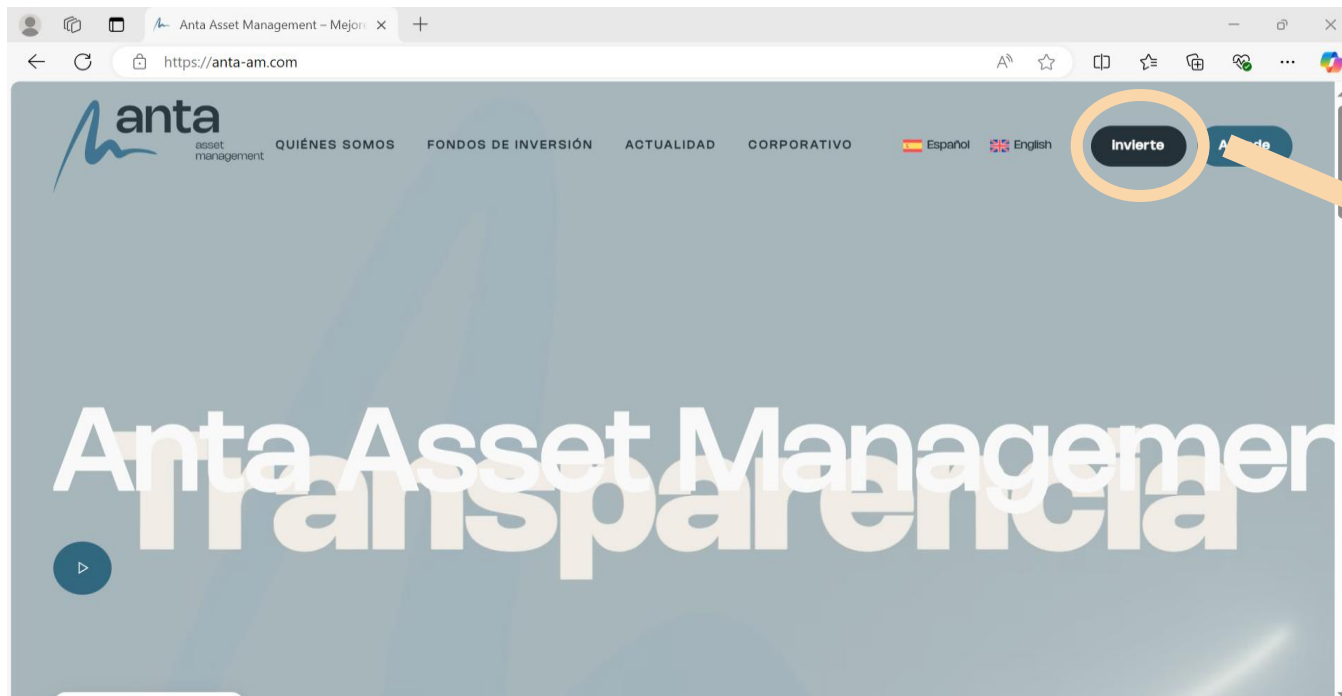 Anta Asset Management – Mejor
https://anta-am.com
anta
asset
management
QUIÉNES SOMOS FONDOS DE INVERSIÓN ACTUALIDAD CORPORATIVO Español English Invierte
Anta Asset Managemen
Transparencia